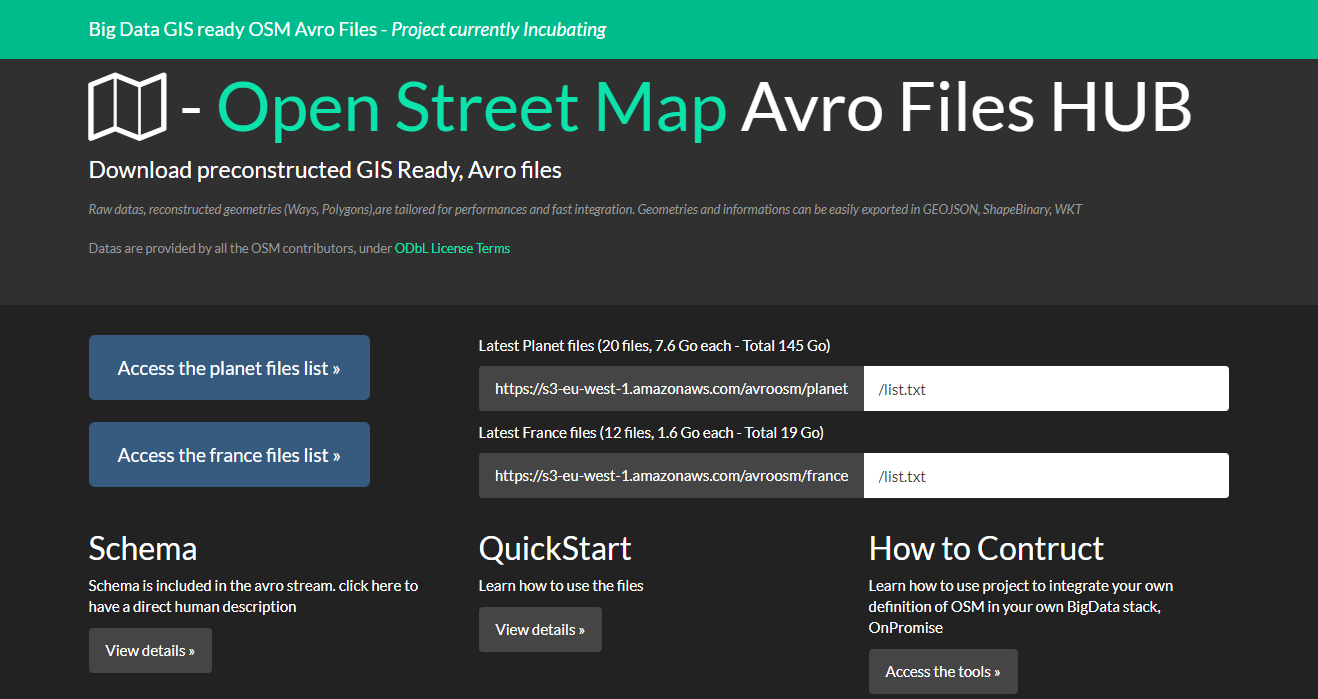 Big Data GIS ready OSM Avro Files - Project currently Incubating
- Open Street Map Avro Files HUB
Download preconstructed GIS Ready, Avro files
Raw datas, reconstructed geometries (Ways, Polygons),are tailored for performances and fast integration. Geometries and informations can be easily exported in GEOJSON, ShapeBinary, WKT
Datas are provided by all the OSM contributors, under ODbL License Terms
Access the planet files list »
Latest Planet files (20 files, 7.6 Go each - Total 145 Go)
https://s3-eu-west-1.amazonaws.com/avroosm/planet /list.txt
Access the france files list »
Latest France files (12 files, 1.6 Go each - Total 19 Go)
https://s3-eu-west-1.amazonaws.com/avroosm/france /list.txt
Schema
Schema is included in the avro stream. click here to
have a direct human description
View details »
QuickStart
Learn how to use the files
View details »
How to Contruct
Learn how to use project to integrate your own
definition of OSM in your own BigData stack,
OnPromise
Access the tools »